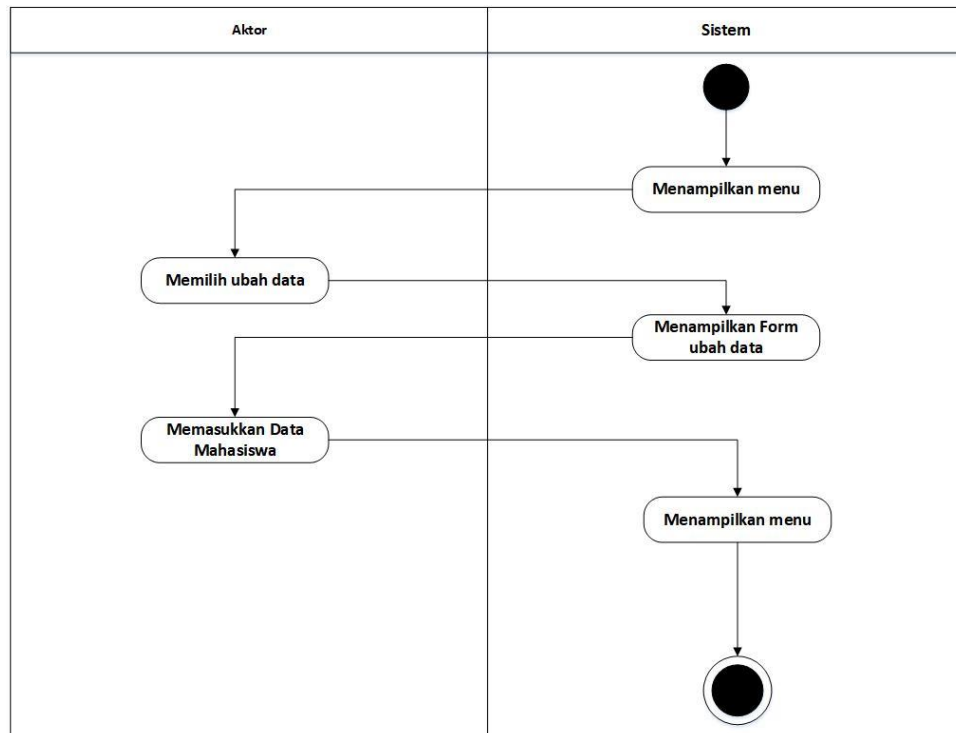 Aktor
Sistem
Menampilkan menu
Memilih ubah data
Menampilkan Form
ubah data
Memasukkan Data
Mahasiswa
Menampilkan menu